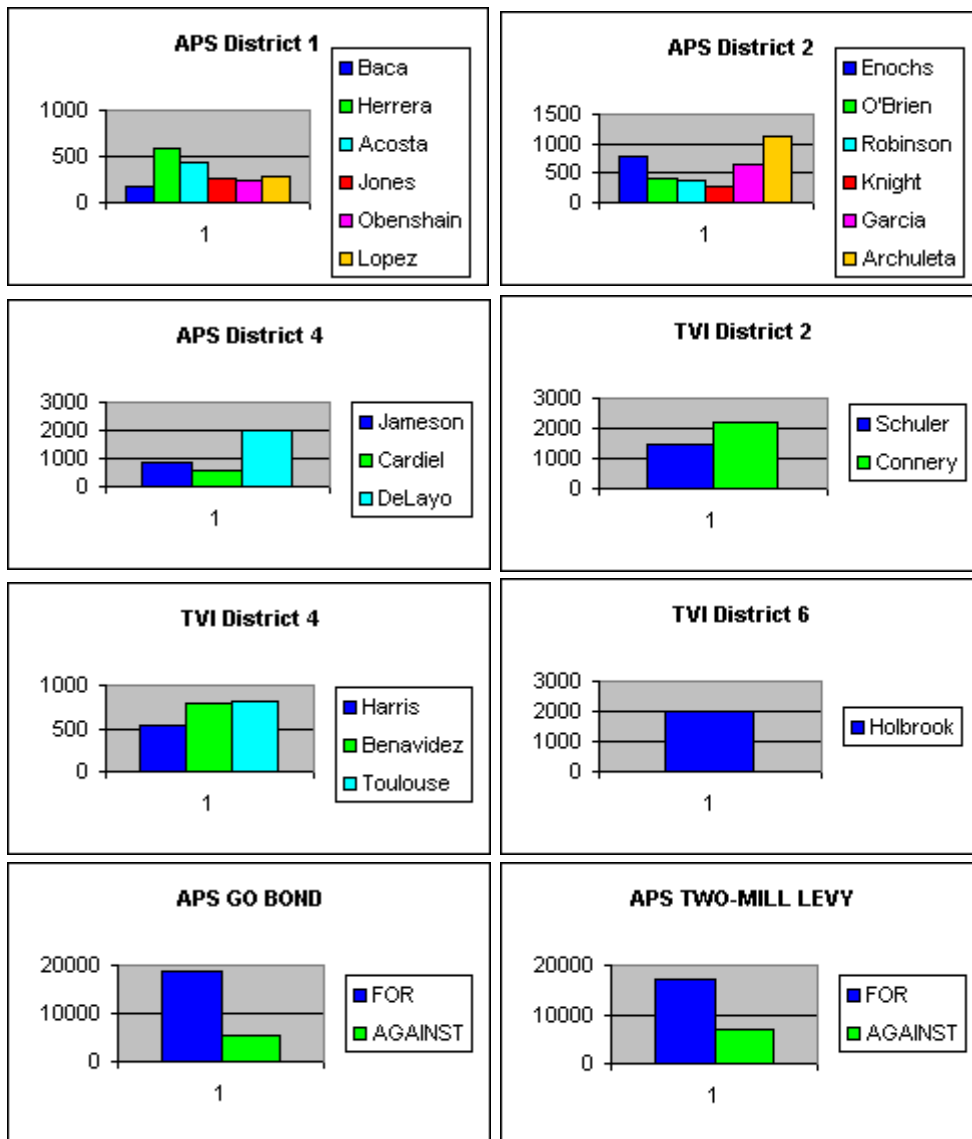 APS District 1
1000
500
0
1
Baca
Herrera
Acosta
Jones
Obenshain
Lopez
APS District 2
1500
1000
500
0
1
Enochs
O'Brien
Robinson
Knight
Garcia
Archuleta
APS District 4
3000
2000
1000
0
1
Jameson
Cardiel
DeLayo
TVI District 2
3000
2000
1000
0
1
Schuler
Connery
TVI District 4
1000
500
0
1
Harris
Benavidez
Toulouse
TVI District 6
3000
2000
1000
0
1
Holbrook
APS GO BOND
20000
10000
0
1
FOR
AGAINST
APS TWO-MILL LEVY
20000
10000
0
1
FOR
AGAINST